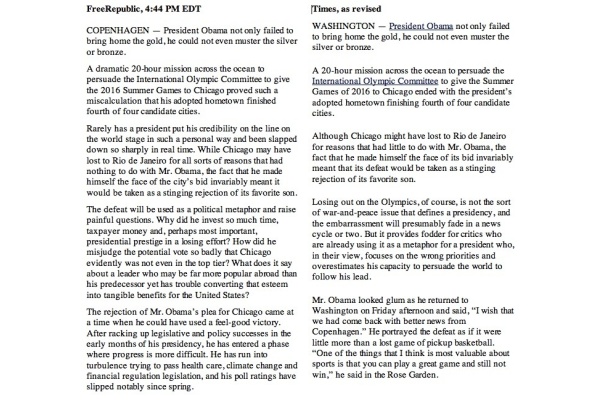 FreeRepublic, 4:44 PM EDT
COPENHAGEN — President Obama not only failed to
bring home the gold, he could not even muster the silver
or bronze.
A dramatic 20-hour mission across the ocean to
persuade the International Olympic Committee to give
the 2016 Summer Games to Chicago proved such a
miscalculation that his adopted hometown finished
fourth of four candidate cities.
Rarely has a president put his credibility on the line on
the world stage in such a personal way and been slapped
down so sharply in real time. While Chicago may have
lost to Rio de Janeiro for all sorts of reasons that had
nothing to do with Mr. Obama, the fact that he made
himself the face of the city's bid invariably meant it
would be taken as a stinging rejection of its favorite son.
The defeat will be used as a political metaphor and raise
painful questions. Why did he invest so much time,
taxpayer money and, perhaps most important,
presidential prestige in a losing effort? How did he
misjudge the potential vote so badly that Chicago
evidently was not even in the top tier? What does it say
about a leader who may be far more popular abroad than
his predecessor yet has trouble converting that esteem
into tangible benefits for the United States?
The rejection of Mr. Obama's plea for Chicago came at
a time when he could have used a feel-good victory.
After racking up legislative and policy successes in the
early months of his presidency, he has entered a phase
where progress is more difficult. He has run into
turbulence trying to pass health care, climate change and
financial regulation legislation, and his poll ratings have
slipped notably since spring.
Times, as revised
WASHINGTON — President Obama not only failed to
bring home the gold, he could not even muster the silver
or bronze.
A 20-hour mission across the ocean to persuade the
International Olympic Committee to give the Summer
Games of 2016 to Chicago ended with the president's
adopted hometown finishing fourth of four candidate
cities.
Although Chicago might have lost to Rio de Janeiro
for reasons that had little to do with Mr. Obama, the
fact that he made himself the face of its bid invariably
meant that its defeat would be taken as a stinging
rejection of its favorite son.
Losing out on the Olympics, of course, is not the sort
of war-and-peace issue that defines a presidency, and
the embarrassment will presumably fade in a news
cycle or two. But it provides fodder for critics who
are already using it as a metaphor for a president who,
in their view, focuses on the wrong priorities and
overestimates his capacity to persuade the world to
follow his lead.
Mr. Obama looked glum as he returned to
Washington on Friday afternoon and said, “I wish that
we had come back with better news from
Copenhagen.” He portrayed the defeat as if it were
little more than a lost game of pickup basketball.
“One of the things that I think is most valuable about
sports is that you can play a great game and still not
win,” he said in the Rose Garden.